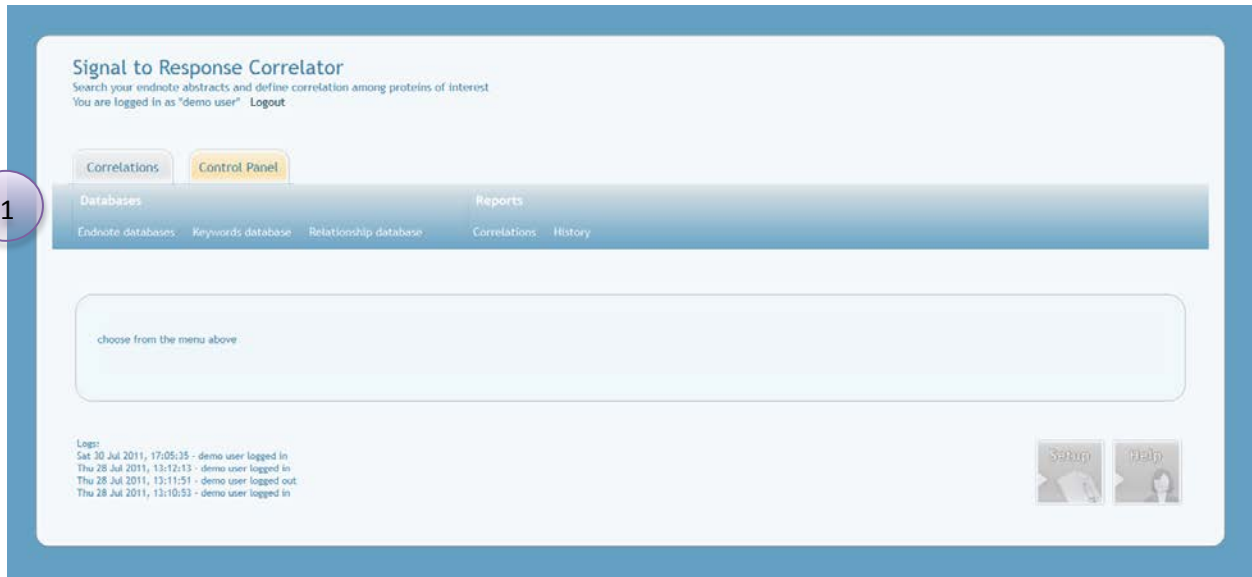 Signal to Response Correlator
Search your endnote abstracts and define correlation among proteins of interest
You are logged in as "demo user" Logout
Correlations Control Panel
1
Databases Reports
Endnote databases Keywords database Relationship database Correlations History
choose from the menu above
Logs:
Sat 30 Jul 2011, 17:05:35 - demo user logged in
Thu 28 Jul 2011, 13:12:13 - demo user logged in
Thu 28 Jul 2011, 13:11:51 - demo user logged out
Thu 28 Jul 2011, 13:10:53 - demo user logged in
Setup Help